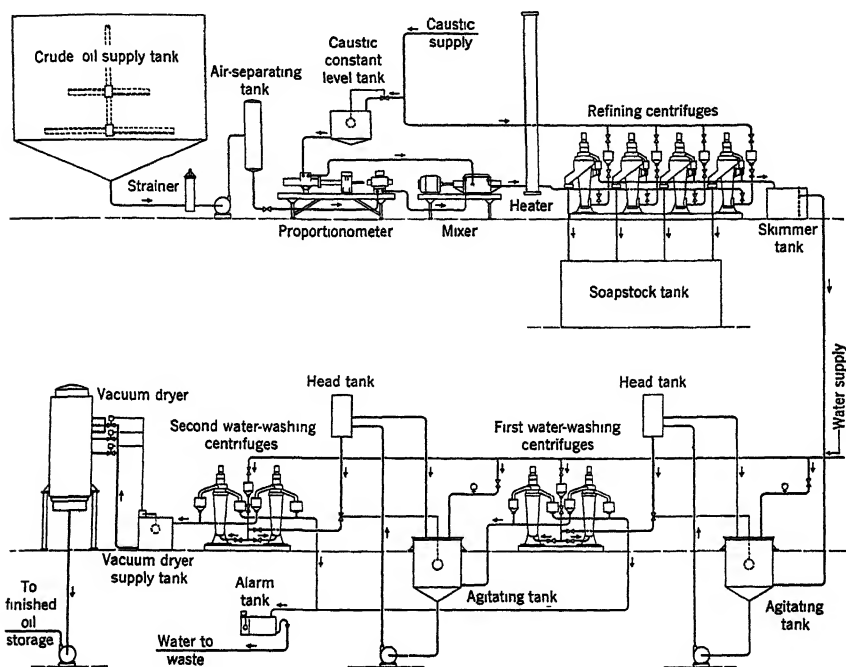 Crude oil supply tank
Air-separating
tank
Caustic
constant
level tank
Caustic
supply
Refining centrifuges
Strainer
Proportionometer
Mixer
Heater
Skimmer
tank
Soapstock tank
Water supply
Vacuum dryer
Head tank
Head tank
Second water-washing
centrifuges
First water-washing
centrifuges
Vacuum dryer
supply tank
To
finished
oil
storage
Alarm
tank
Water to
waste
Agitating tank
Agitating
tank